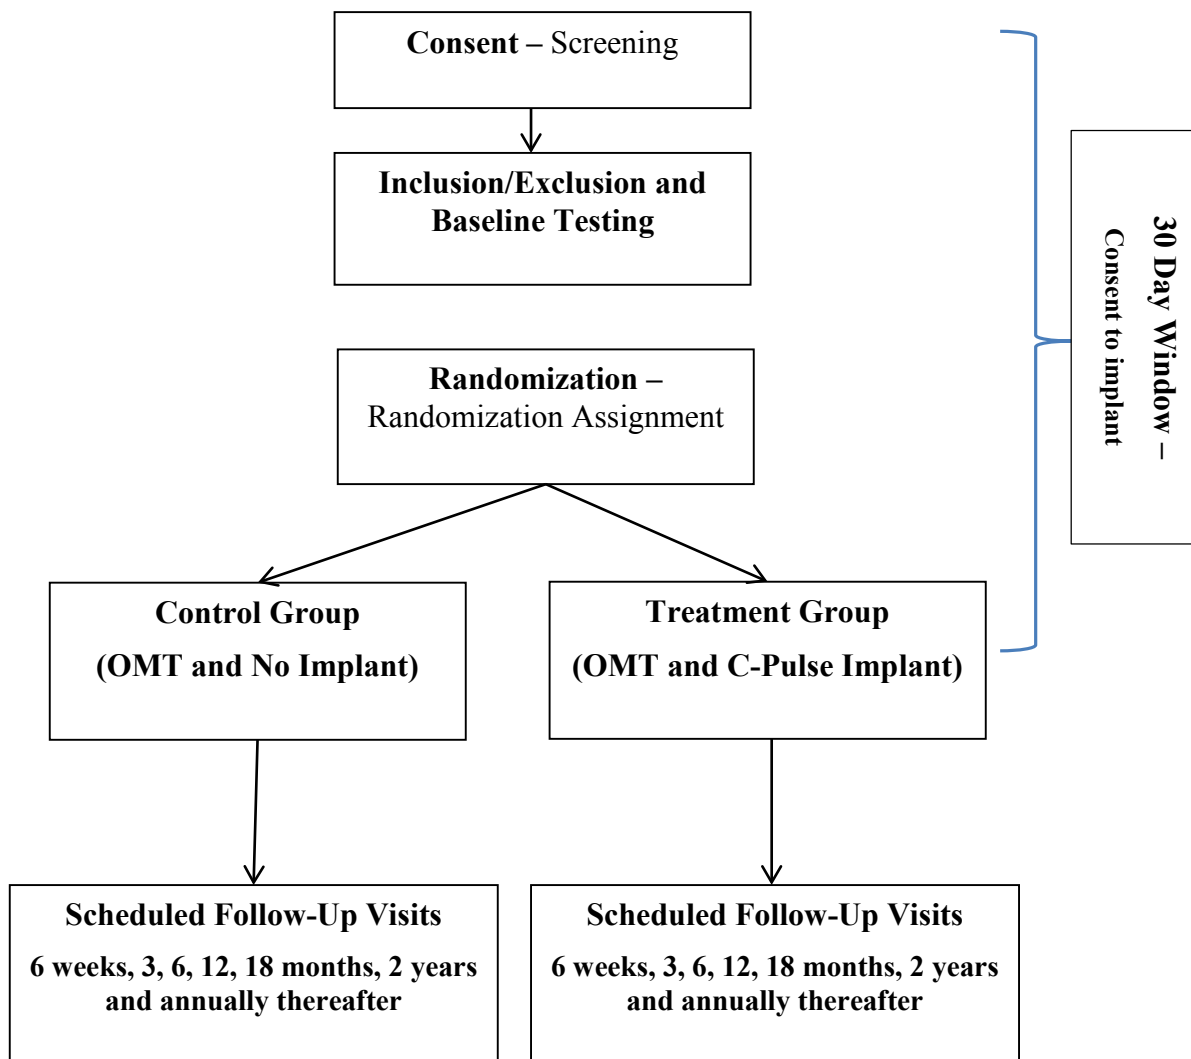 Consent – Screening
Inclusion/Exclusion and
Baseline Testing
30 Day Window –
Consent to implant
Randomization –
Randomization Assignment
Control Group
(OMT and No Implant)
Treatment Group
(OMT and C-Pulse Implant)
Scheduled Follow-Up Visits
6 weeks, 3, 6, 12, 18 months, 2 years
and annually thereafter
Scheduled Follow-Up Visits
6 weeks, 3, 6, 12, 18 months, 2 years
and annually thereafter